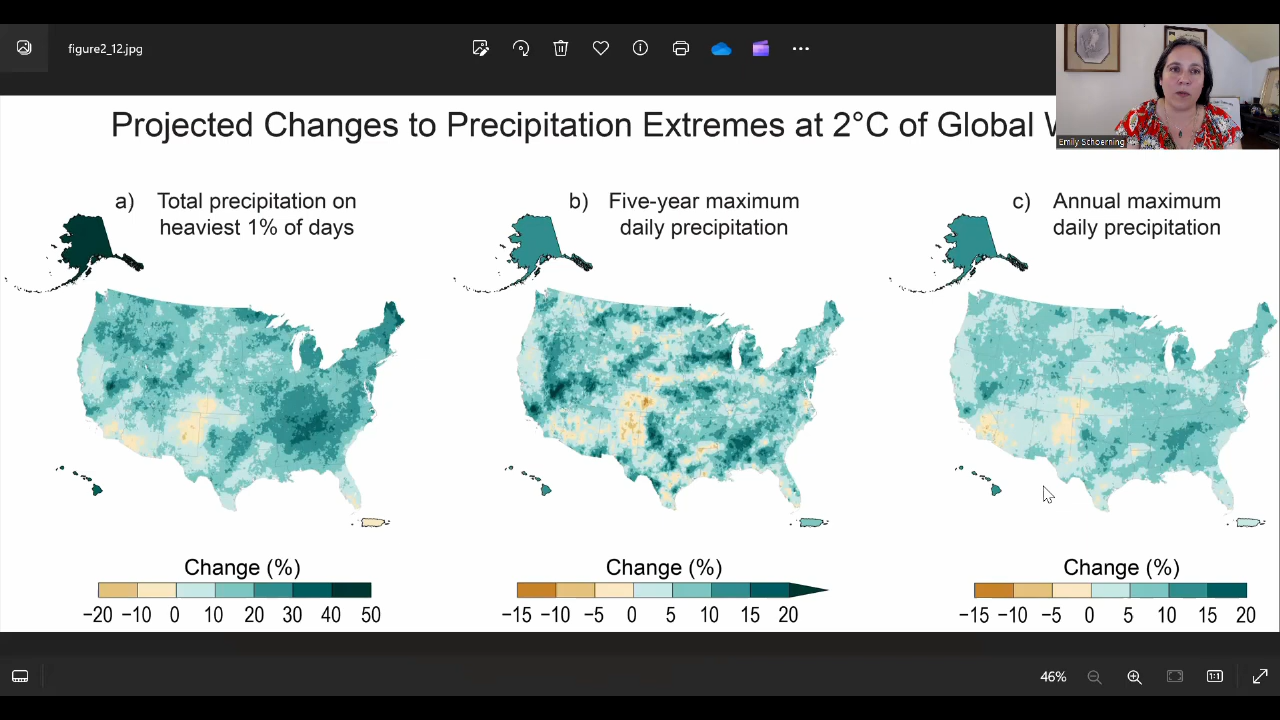 figure2_12.jpg
Emily Schoerning
Projected Changes to Precipitation Extremes at 2°C of Global
a) Total precipitation on
heaviest 1% of days
b) Five-year maximum
daily precipitation
c) Annual maximum
daily precipitation
Change (%)
−20 −10 0 10 20 30 40 50
Change (%)
−15 −10 −5 0 5 10 15 20
Change (%)
−15 −10 −5 0 5 10 15 20
46%
1:1